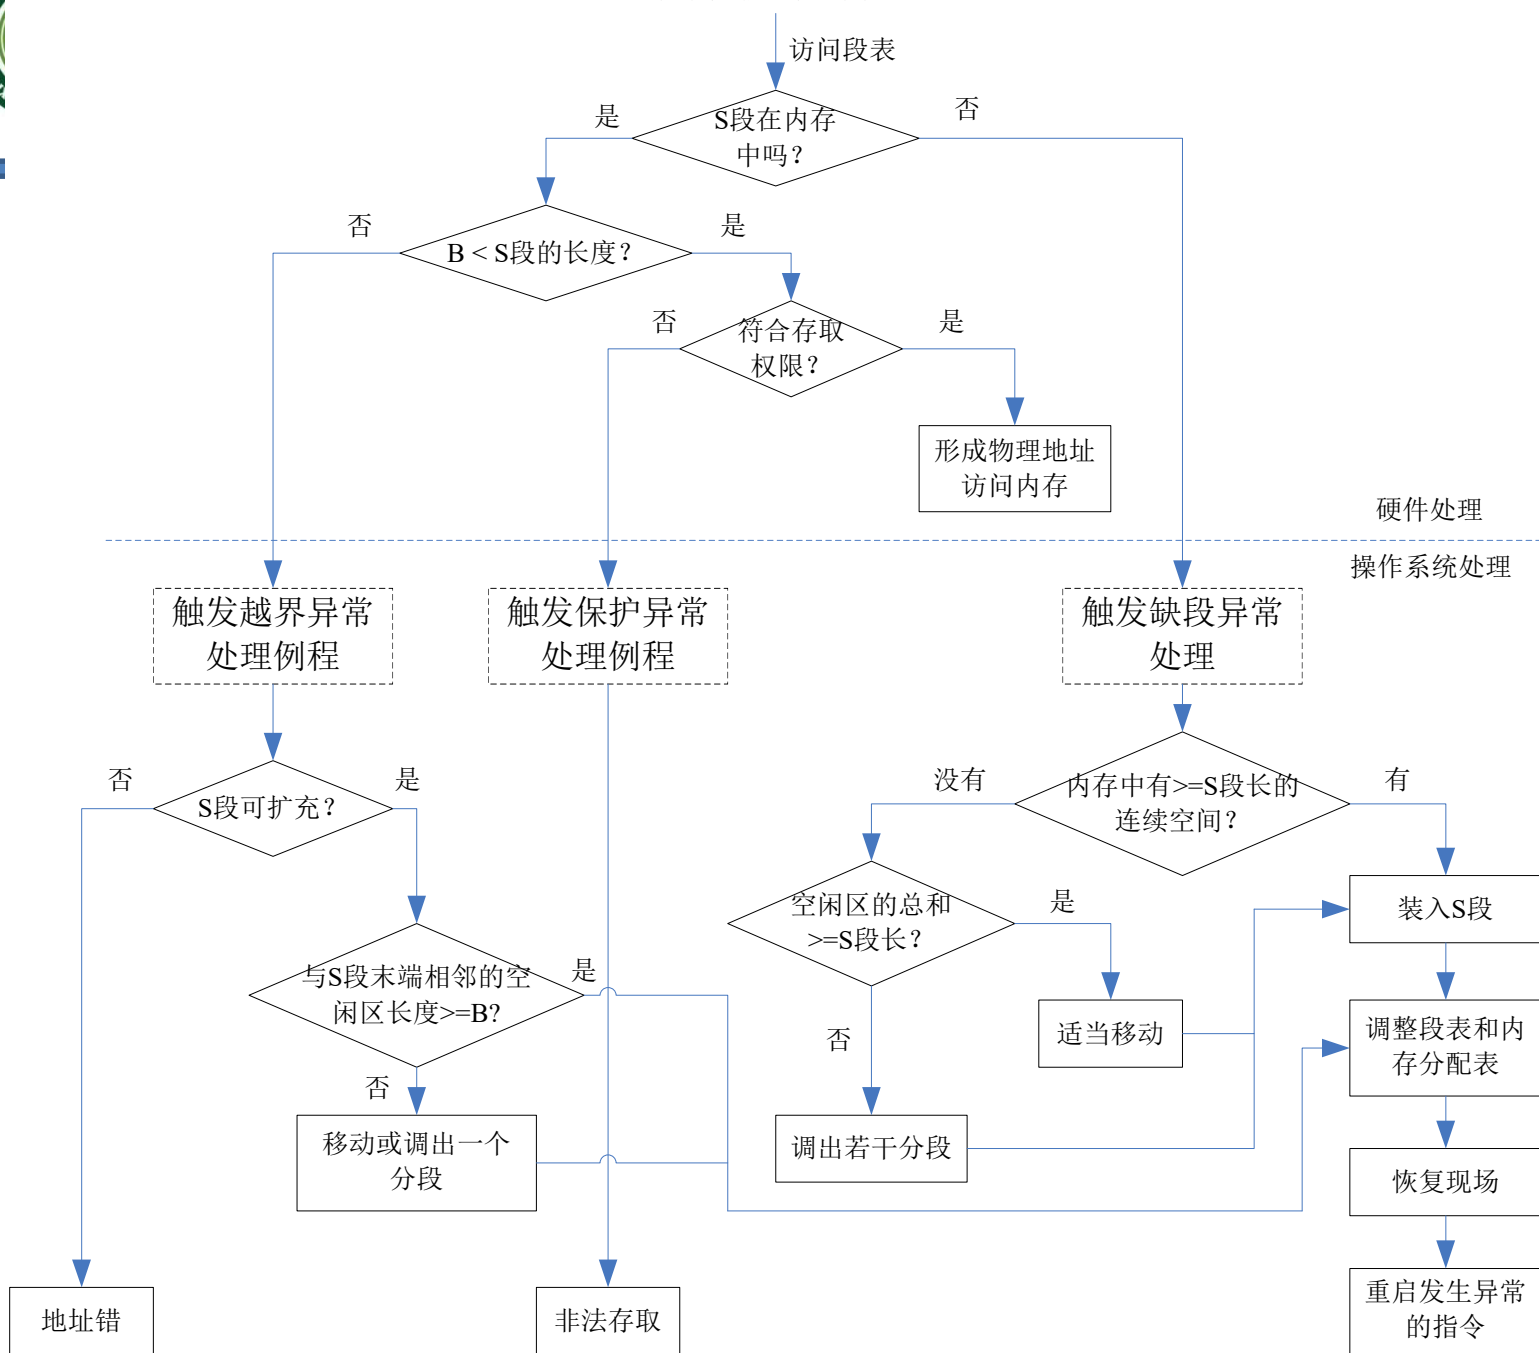 访问段表
是
否
S段在内存
中吗？
否
是
B < S段的长度？
否
是
符合存取
权限？
形成物理地址
访问内存
硬件处理
操作系统处理
触发越界异常
处理例程
触发保护异常
处理例程
触发缺段异常
处理
否
是
S段可扩充？
没有
有
内存中有>=S段长的
连续空间？
空闲区的总和
>=S段长？
是
装入S段
与S段末端相邻的空
闲区长度>=B?
是
否
适当移动
调整段表和内
存分配表
否
移动或调出一个
分段
调出若干分段
恢复现场
地址错
非法存取
重启发生异常
的指令